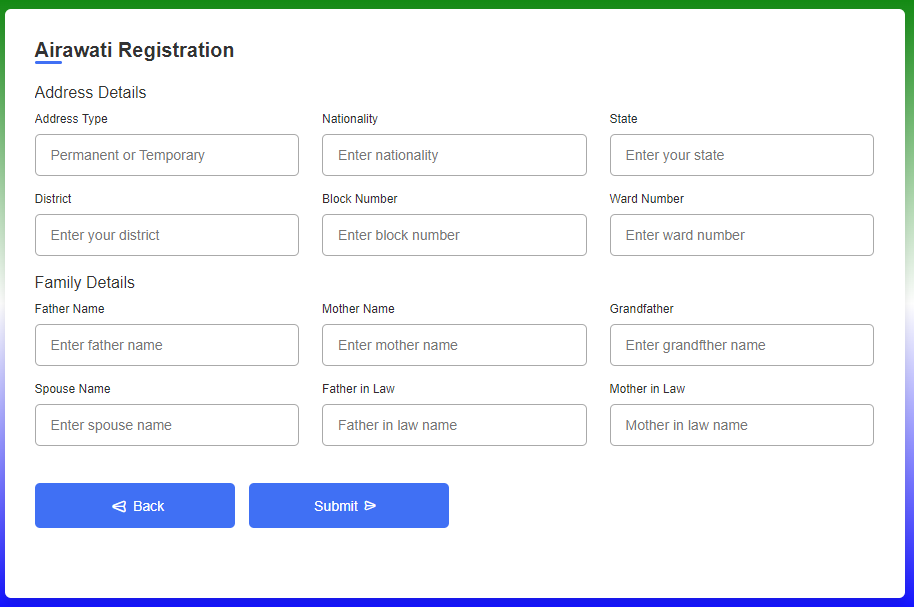 Airawati Registration
Address Details
Address Type Nationality State
Permanent or Temporary Enter nationality Enter your state
District Block Number Ward Number
Enter your district Enter block number Enter ward number
Family Details
Father Name Mother Name Grandfather
Enter father name Enter mother name Enter grandfther name
Spouse Name Father in Law Mother in Law
Enter spouse name Father in law name Mother in law name
Back Submit